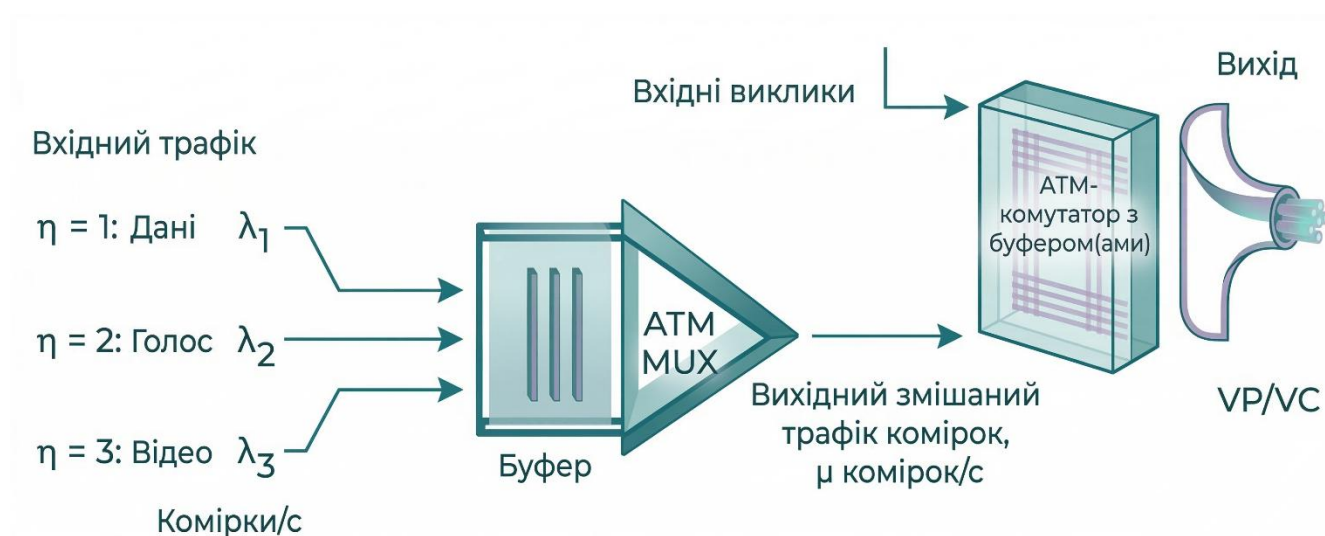 Вхідний трафік
η = 1: Дані λ1
η = 2: Голос λ2
η = 3: Відео λ3
Комірки/с
Буфер
ATM
MUX
Вихідний змішаний
трафік комірок,
μ комірок/с
Вхідні виклики
АТМ-
комутатор з
буфером(ами)
Вихід
VP/VC